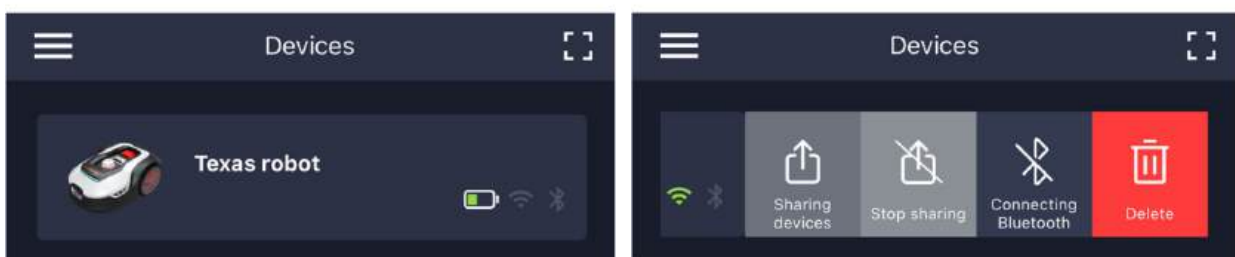 Devices
Texas robot
Devices
Sharing
devices
Stop sharing
Connecting
Bluetooth
Delete